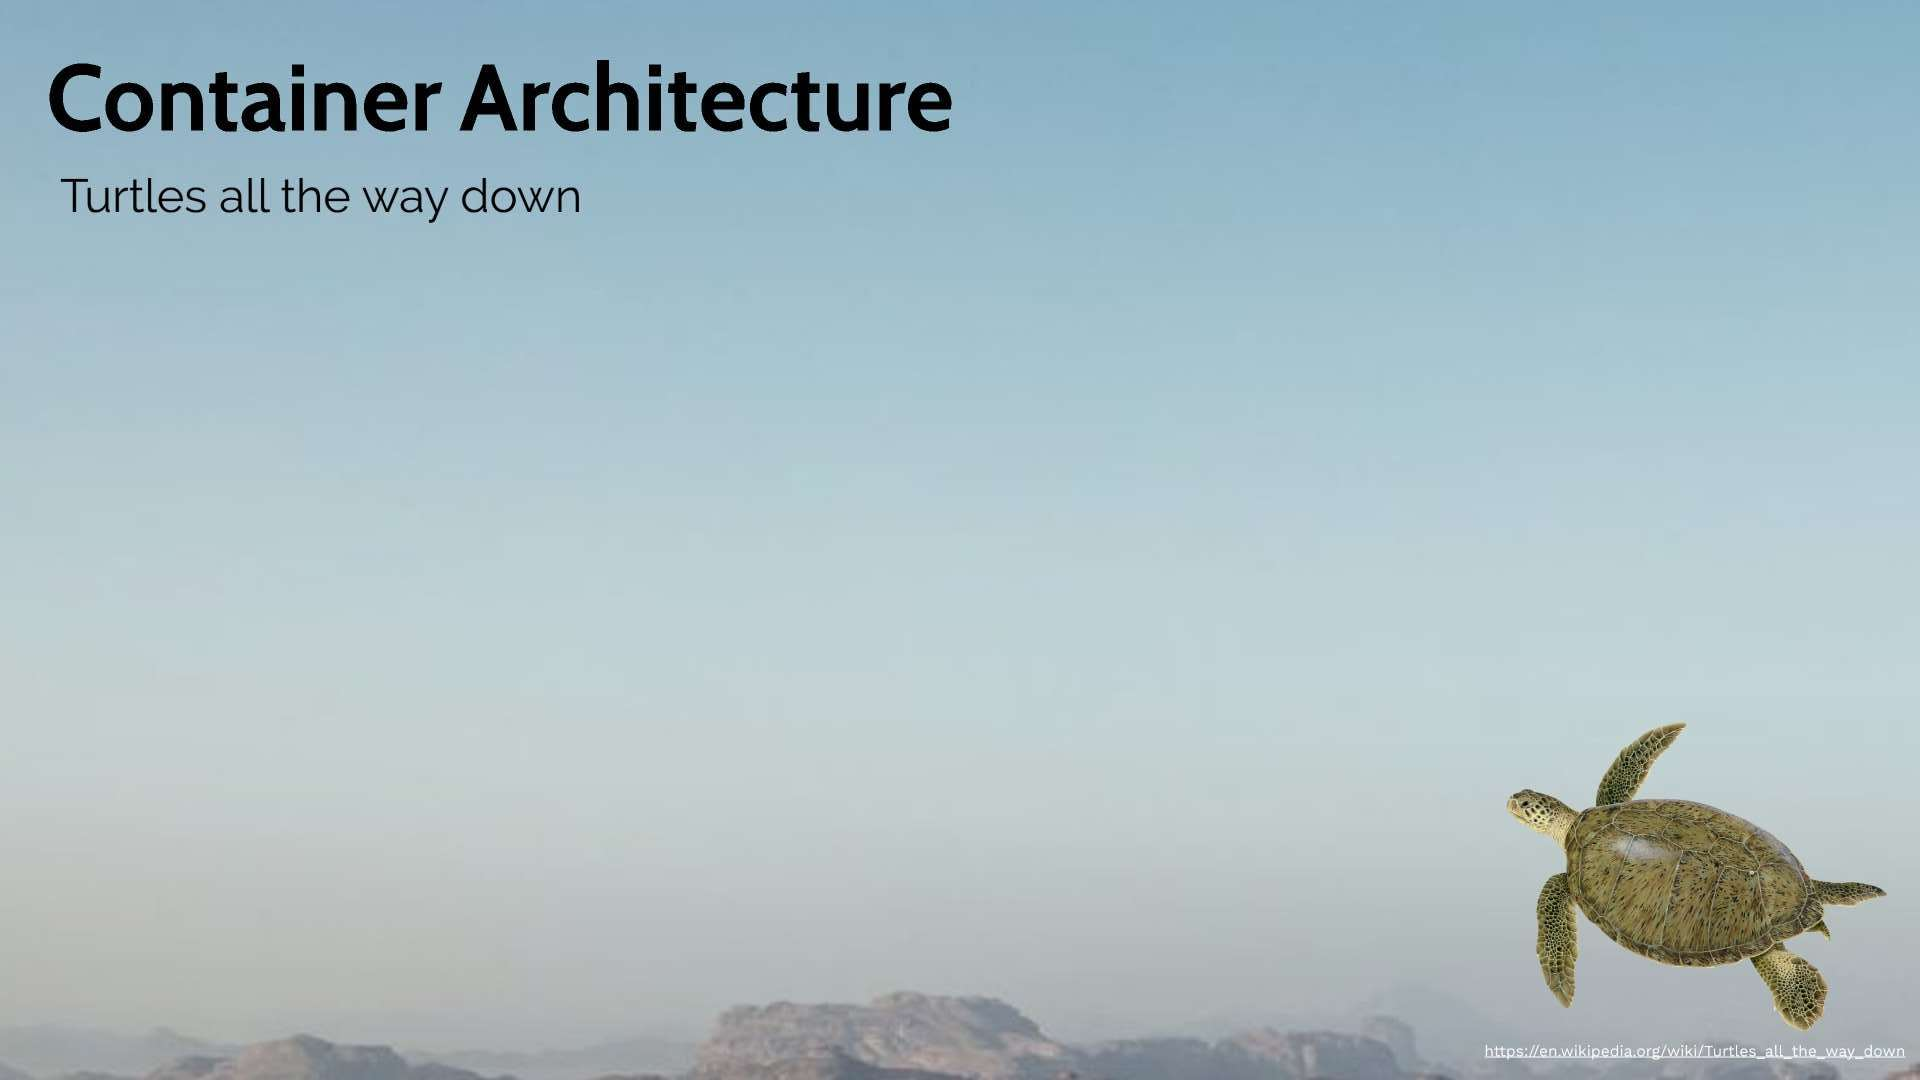 Container Architecture
Turtles all the way down
https://en.wikipedia.org/wiki/Turtles_all_the_way_down